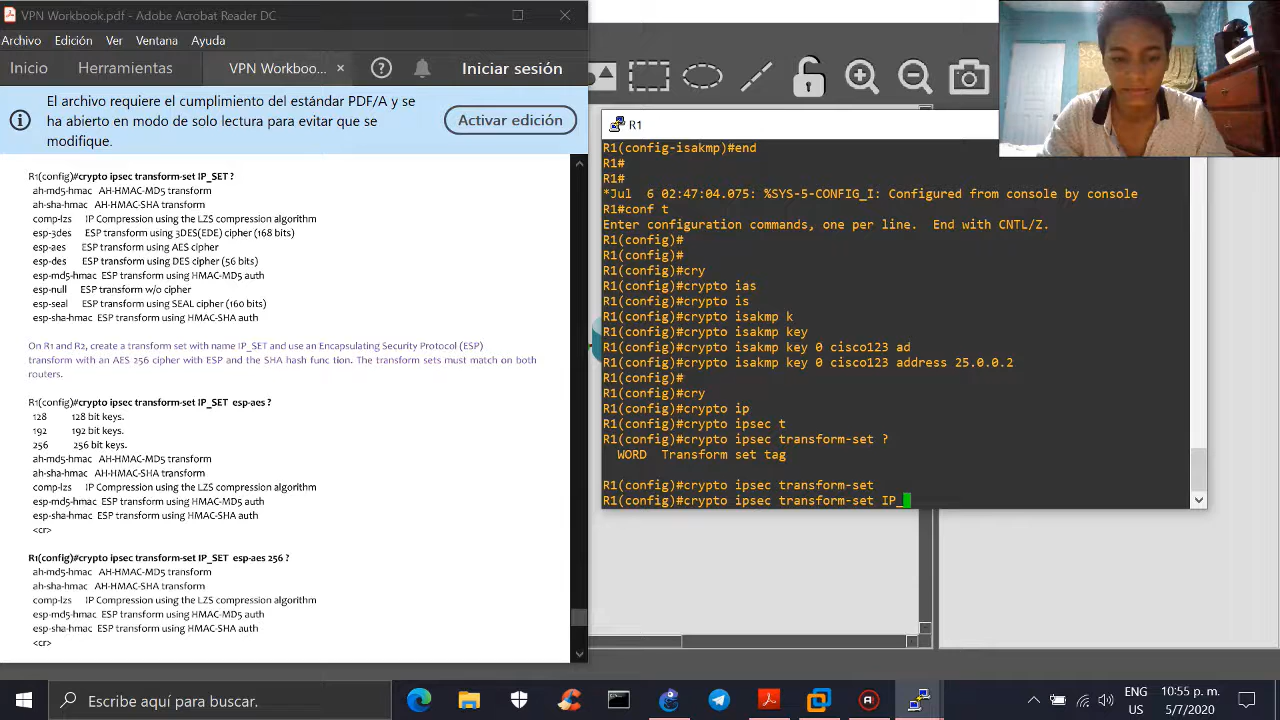 VPN Workbook.pdf - Adobe Acrobat Reader DC
Archivo Edición Ver Ventana Ayuda
Inicio Herramientas VPN Workboo... × Iniciar sesión
El archivo requiere el cumplimiento del estándar PDF/A y se
ha abierto en modo de solo lectura para evitar que se
modifique.
Activar edición
R1(config)#crypto ipsec transform-set IP_SET ?
ah-md5-hmac AH-HMAC-MD5 transform
ah-sha-hmac AH-HMAC-SHA transform
comp-lzs IP Compression using the LZS compression algorithm
esp-3des ESP transform using 3DES(EDE) cipher (168 bits)
esp-aes ESP transform using AES cipher
esp-des ESP transform using DES cipher (56 bits)
esp-md5-hmac ESP transform using HMAC-MD5 auth
esp-null ESP transform w/o cipher
esp-seal ESP transform using SEAL cipher (160 bits)
esp-sha-hmac ESP transform using HMAC-SHA auth
On R1 and R2, create a transform set with name IP_SET and use an Encapsulating Security Protocol (ESP)
transform with an AES 256 cipher with ESP and the SHA hash func tion. The transform sets must match on both
routers.
R1(config)#crypto ipsec transform-set IP_SET esp-aes ?
128 128 bit keys.
192 192 bit keys.
256 256 bit keys.
ah-md5-hmac AH-HMAC-MD5 transform
ah-sha-hmac AH-HMAC-SHA transform
comp-lzs IP Compression using the LZS compression algorithm
esp-md5-hmac ESP transform using HMAC-MD5 auth
esp-sha-hmac ESP transform using HMAC-SHA auth
<cr>
R1(config)#crypto ipsec transform-set IP_SET esp-aes 256 ?
ah-md5-hmac AH-HMAC-MD5 transform
ah-sha-hmac AH-HMAC-SHA transform
comp-lzs IP Compression using the LZS compression algorithm
esp-md5-hmac ESP transform using HMAC-MD5 auth
esp-sha-hmac ESP transform using HMAC-SHA auth
<cr>
R1
R1(config-isakmp)#end
R1#
R1#
*Jul 6 02:47:04.075: %SYS-5-CONFIG_I: Configured from console by console
R1#conf t
Enter configuration commands, one per line. End with CNTL/Z.
R1(config)#
R1(config)#
R1(config)#cry
R1(config)#crypto ias
R1(config)#crypto is
R1(config)#crypto isakmp k
R1(config)#crypto isakmp key
R1(config)#crypto isakmp key 0 cisco123 ad
R1(config)#crypto isakmp key 0 cisco123 address 25.0.0.2
R1(config)#
R1(config)#cry
R1(config)#crypto ip
R1(config)#crypto ipsec t
R1(config)#crypto ipsec transform-set ?
WORD Transform set tag
R1(config)#crypto ipsec transform-set
R1(config)#crypto ipsec transform-set IP_
Escribe aquí para buscar.
ENG 10:55 p. m.
US 5/7/2020